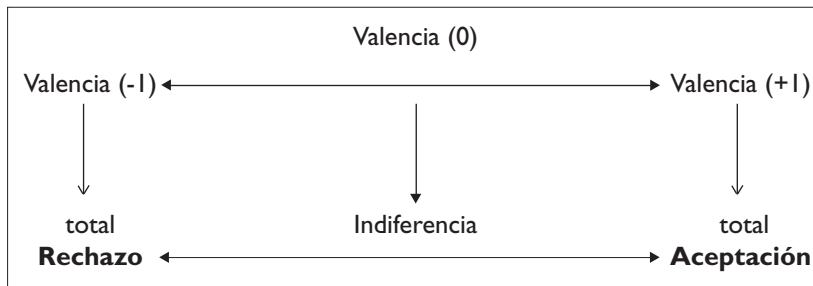 Valencia (0)
Valencia (-1) Valencia (+1)
total Indiferencia total
Rechazo Aceptación